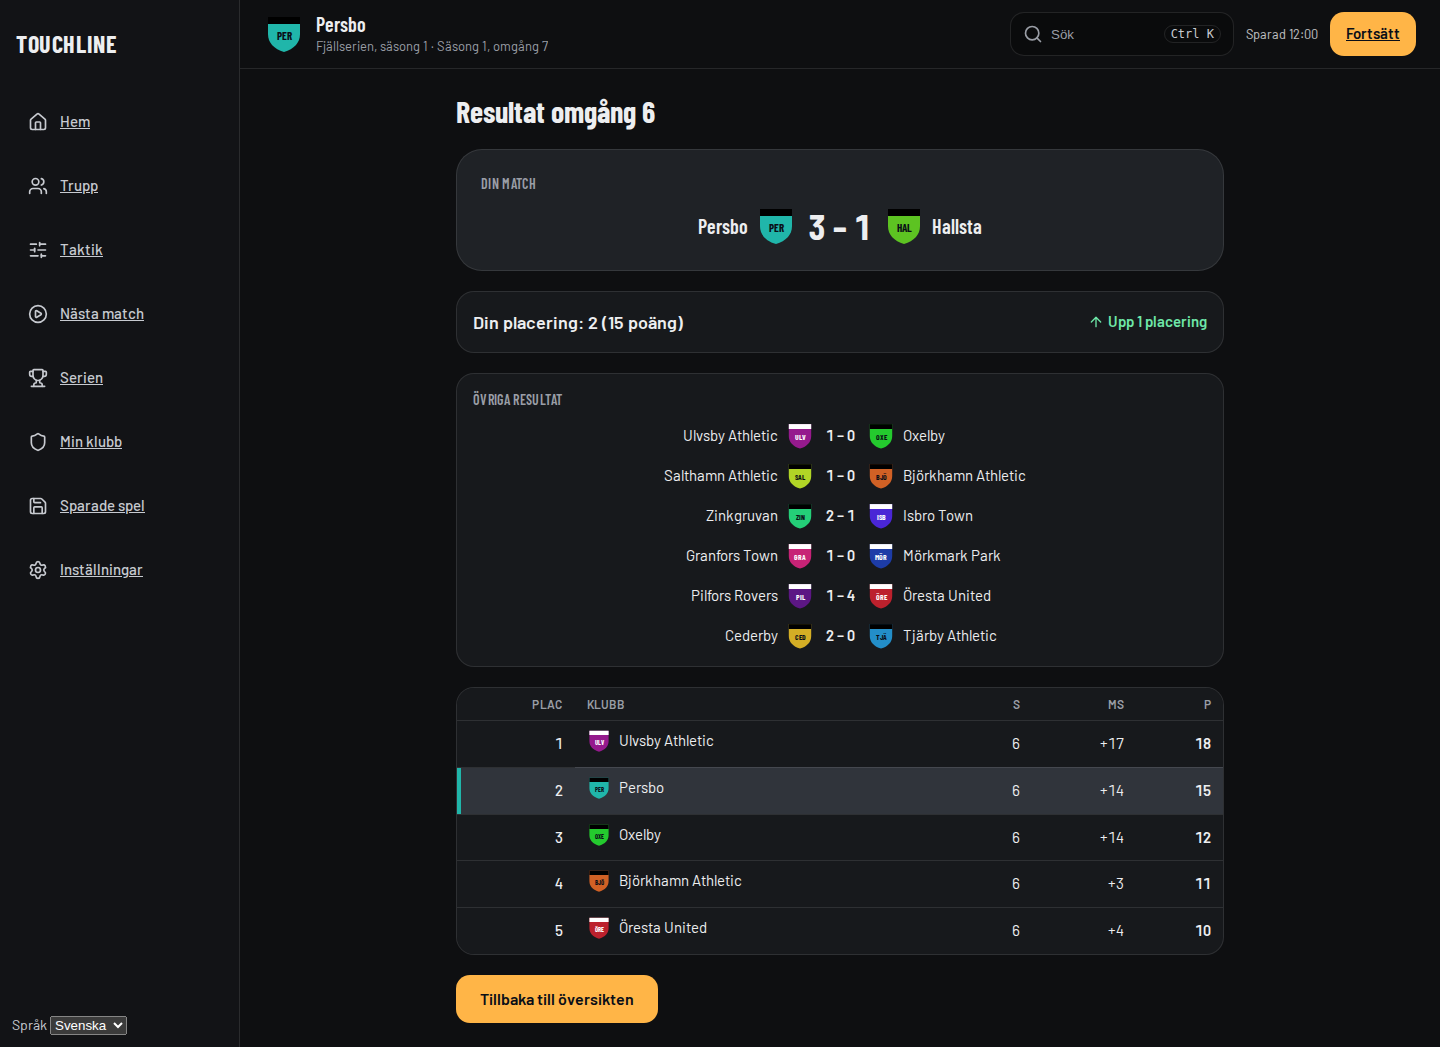 TOUCHLINE
Hem
Trupp
Taktik
Nästa match
Serien
Min klubb
Sparade spel
Inställningar
Språk Svenska
PER
Persbo
Fjällserien, säsong 1 · Säsong 1, omgång 7
Sök Ctrl K
Sparad 12:00
Fortsätt
Resultat omgång 6
DIN MATCH
Persbo PER 3 – 1 HAL Hallsta
Din placering: 2 (15 poäng) Upp 1 placering
ÖVRIGA RESULTAT
Ulvsby Athletic ULV 1 – 0 OXE Oxelby
Salthamn Athletic SAL 1 – 0 BJÖ Björkhamn Athletic
Zinkgruvan ZIN 2 – 1 ISB Isbro Town
Granfors Town GRA 1 – 0 MÖR Mörkmark Park
Pilfors Rovers PIL 1 – 4 ÖRE Öresta United
Cederby CED 2 – 0 TJÄ Tjärby Athletic
PLAC KLUBB S MS P
1 ULV Ulvsby Athletic 6 +17 18
2 PER Persbo 6 +14 15
3 OXE Oxelby 6 +14 12
4 BJÖ Björkhamn Athletic 6 +3 11
5 ÖRE Öresta United 6 +4 10
Tillbaka till översikten